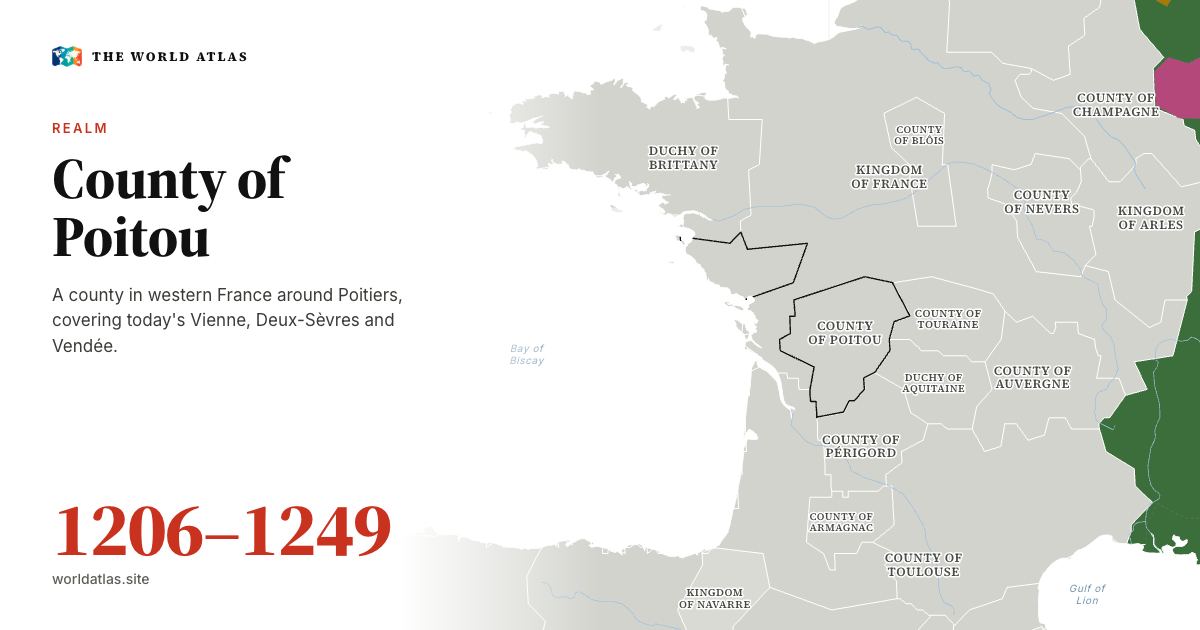 THE WORLD ATLAS
REALM
County of
Poitou
A county in western France around Poitiers,
covering today's Vienne, Deux-Sèvres and
Vendée.
1206–1249
worldatlas.site
DUCHY OF
BRITTANY
COUNTY
OF BLÔIS
KINGDOM
OF FRANCE
COUNTY OF
CHAMPAGNE
COUNTY
OF NEVERS
KINGDOM
OF ARLES
COUNTY
OF POITOU
COUNTY OF
TOURAINE
DUCHY OF
AQUITAINE
COUNTY OF
AUVERGNE
Bay of
Biscay
COUNTY OF
PÉRIGORD
COUNTY OF
ARMAGNAC
COUNTY OF
TOULOUSE
KINGDOM
OF NAVARRE
Gulf of
Lion